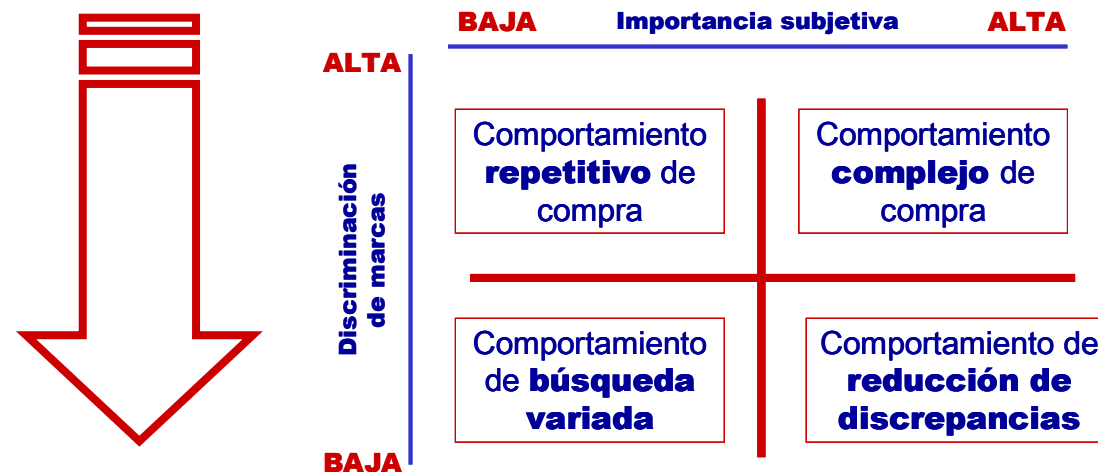 BAJA Importancia subjetiva ALTA
ALTA
Discriminación
de marcas
Comportamiento
repetitivo de
compra
Comportamiento
complejo de
compra
Comportamiento
de búsqueda
variada
Comportamiento de
reducción de
discrepancias
BAJA